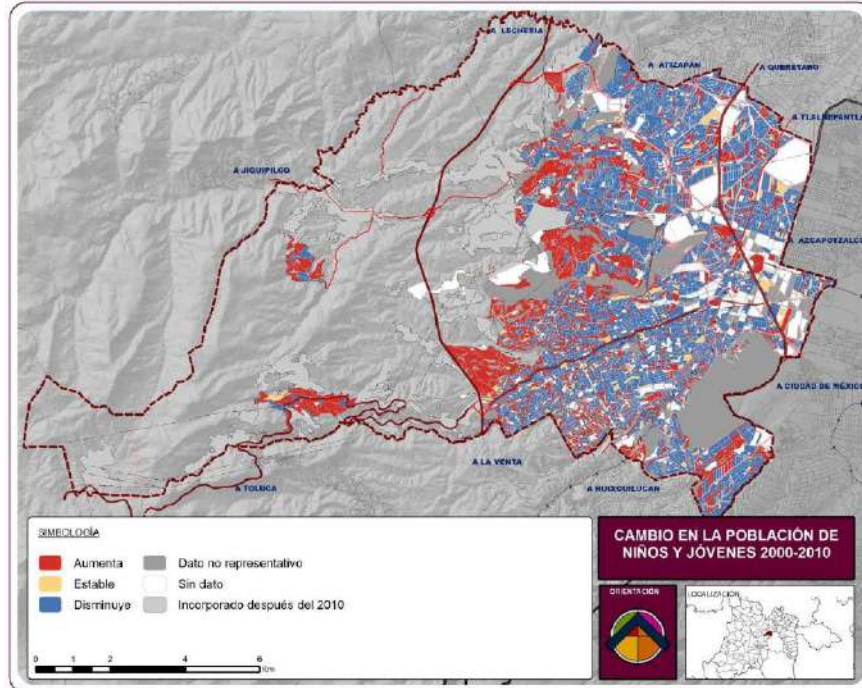 A LECHERIA
A ATIZAPÁN
A QUERETARO
A TLALNEPANTLA
A JIQUIPILCO
A AZCAPOTZALCO
A CIUDAD DE MÉXICO
A LA VENTA
A TOLUCA
A HUIXQUILUCAN
SIMBOLOGÍA
Aumenta
Estable
Disminuye
Dato no representativo
Sin dato
Incorporado después del 2010
0 1 2 4 6
Km
CAMBIO EN LA POBLACIÓN DE
NIÑOS Y JÓVENES 2000-2010
ORIENTACIÓN
LOCALIZACIÓN